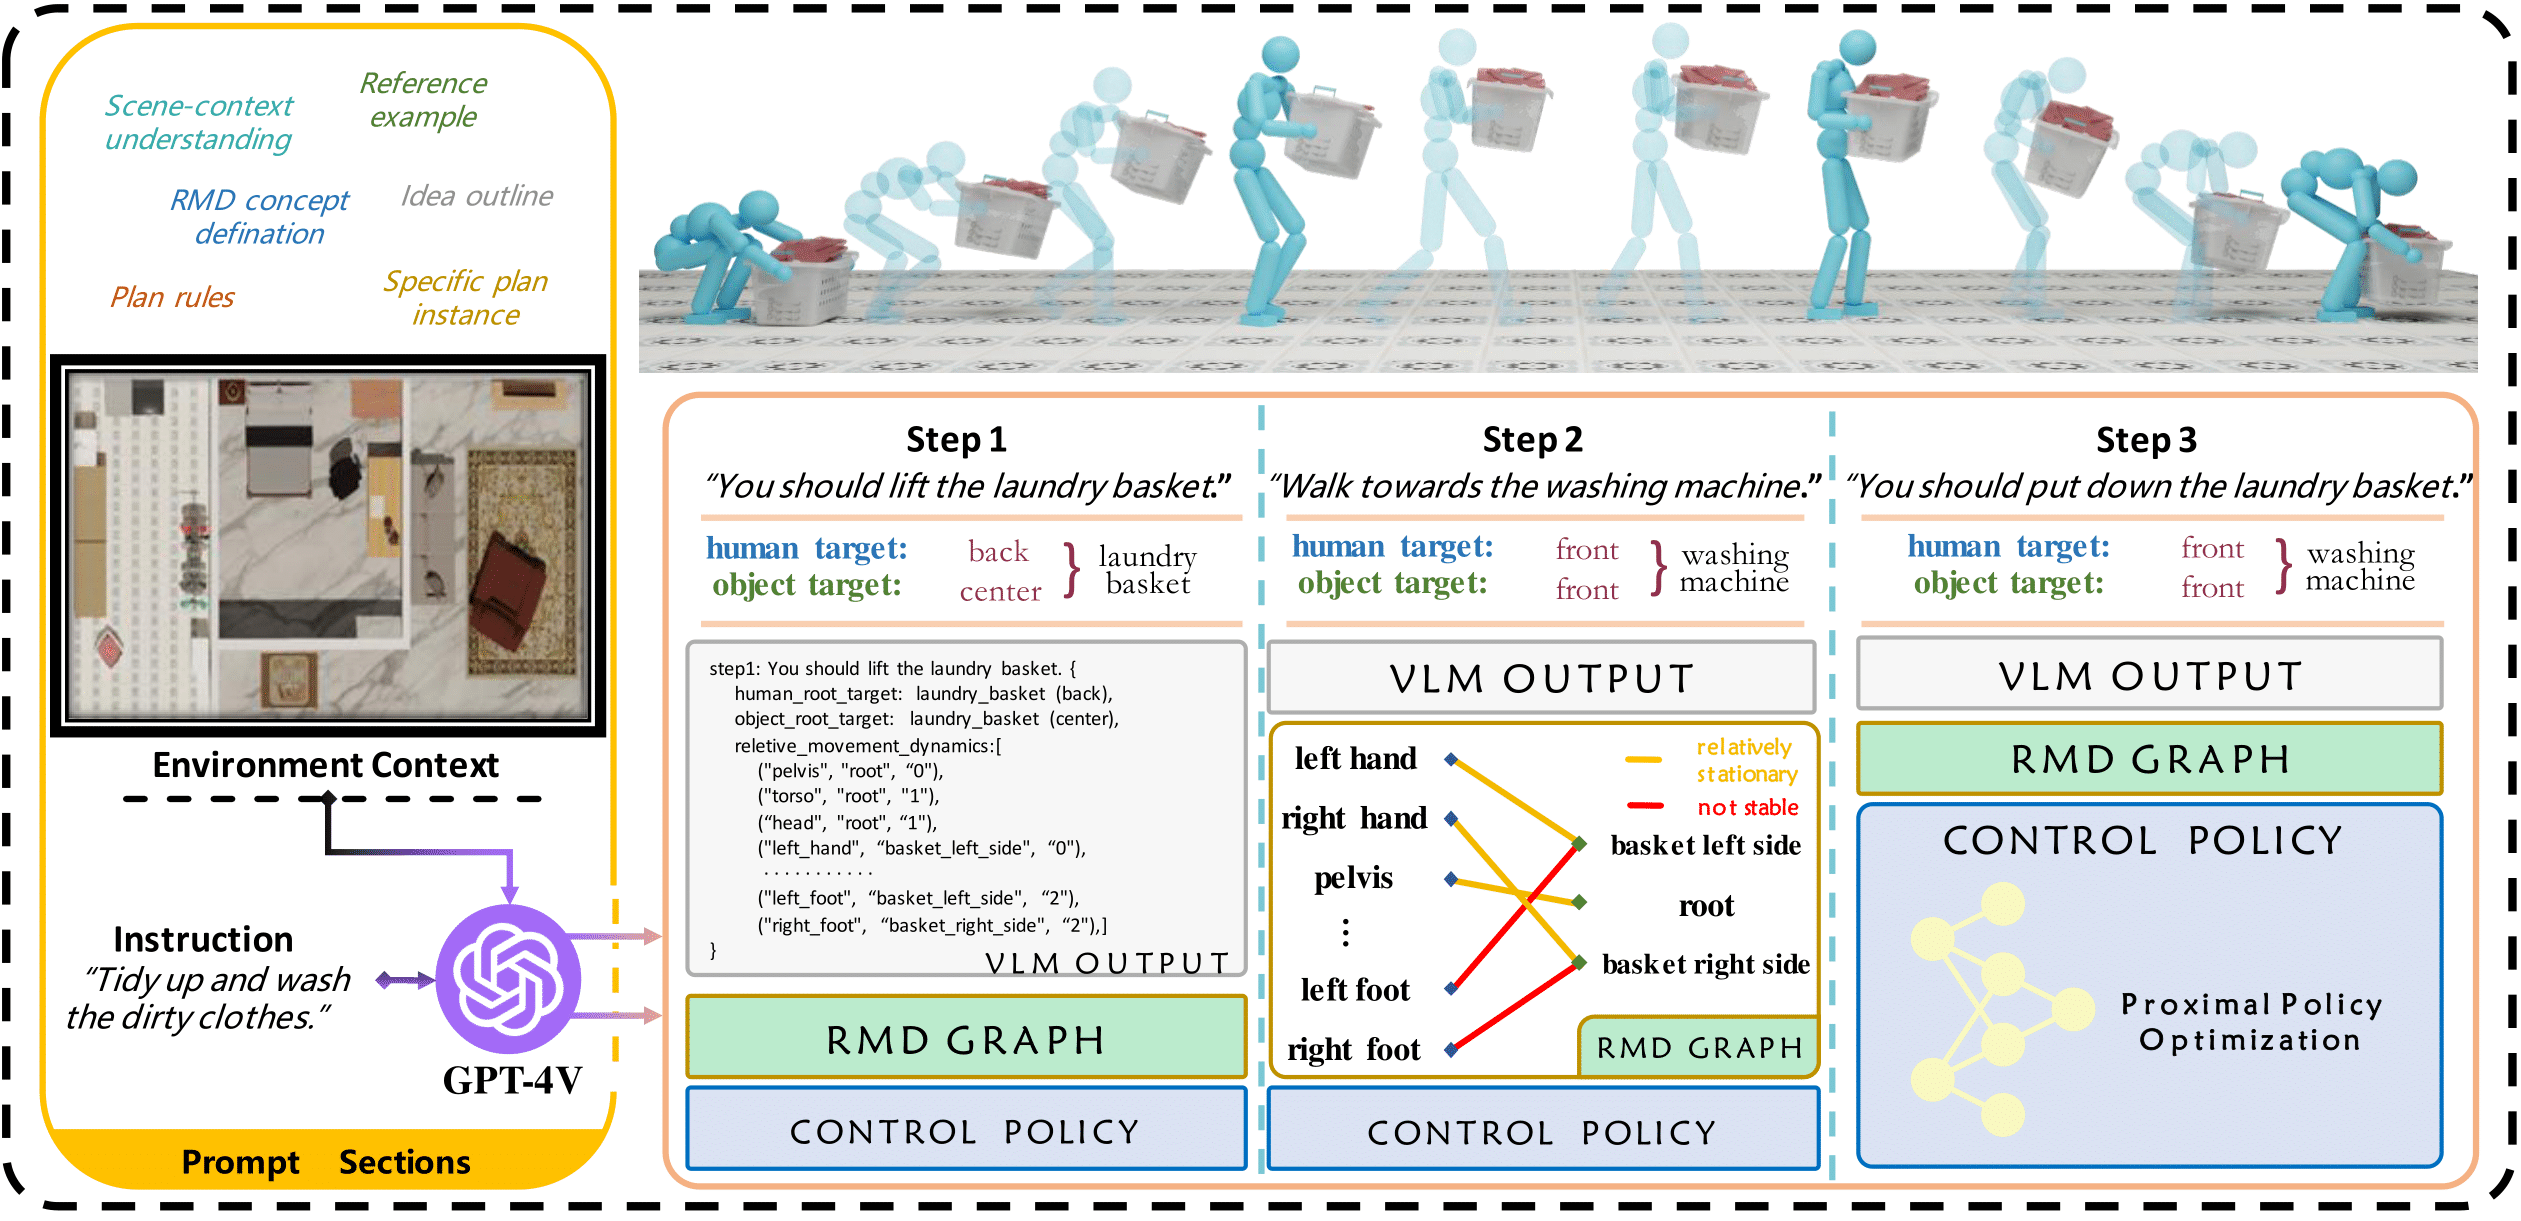 Scene-context
understanding
Reference
example
RMD concept
defination
Idea outline
Plan rules
Specific plan
instance
Environment Context
Instruction
“Tidy up and wash
the dirty clothes.”
GPT-4V
Prompt Sections
Step 1
“You should lift the laundry basket.”
human target: back
object target: center
} laundry
basket
step1: You should lift the laundry basket. {
human_root_target: laundry_basket (back),
object_root_target: laundry_basket (center),
reletive_movement_dynamics:[
("pelvis", "root", “0"),
("torso", "root", "1"),
(“head", "root", “1"),
("left_hand", “basket_left_side", “0"),
. . . . . . . . . . .
("left_foot", “basket_left_side", “2"),
("right_foot", “basket_right_side", “2"),]
}
VLM OUTPUT
RMD GRAPH
CONTROL POLICY
Step 2
“Walk towards the washing machine.”
human target: front
object target: front
} washing
machine
VLM OUTPUT
left hand
right hand
pelvis
⋮
left foot
right foot
relatively
stationary
not stable
basket left side
root
basket right side
RMD GRAPH
CONTROL POLICY
Step 3
“You should put down the laundry basket.”
human target: front
object target: front
} washing
machine
VLM OUTPUT
RMD GRAPH
CONTROL POLICY
Proximal Policy
Optimization